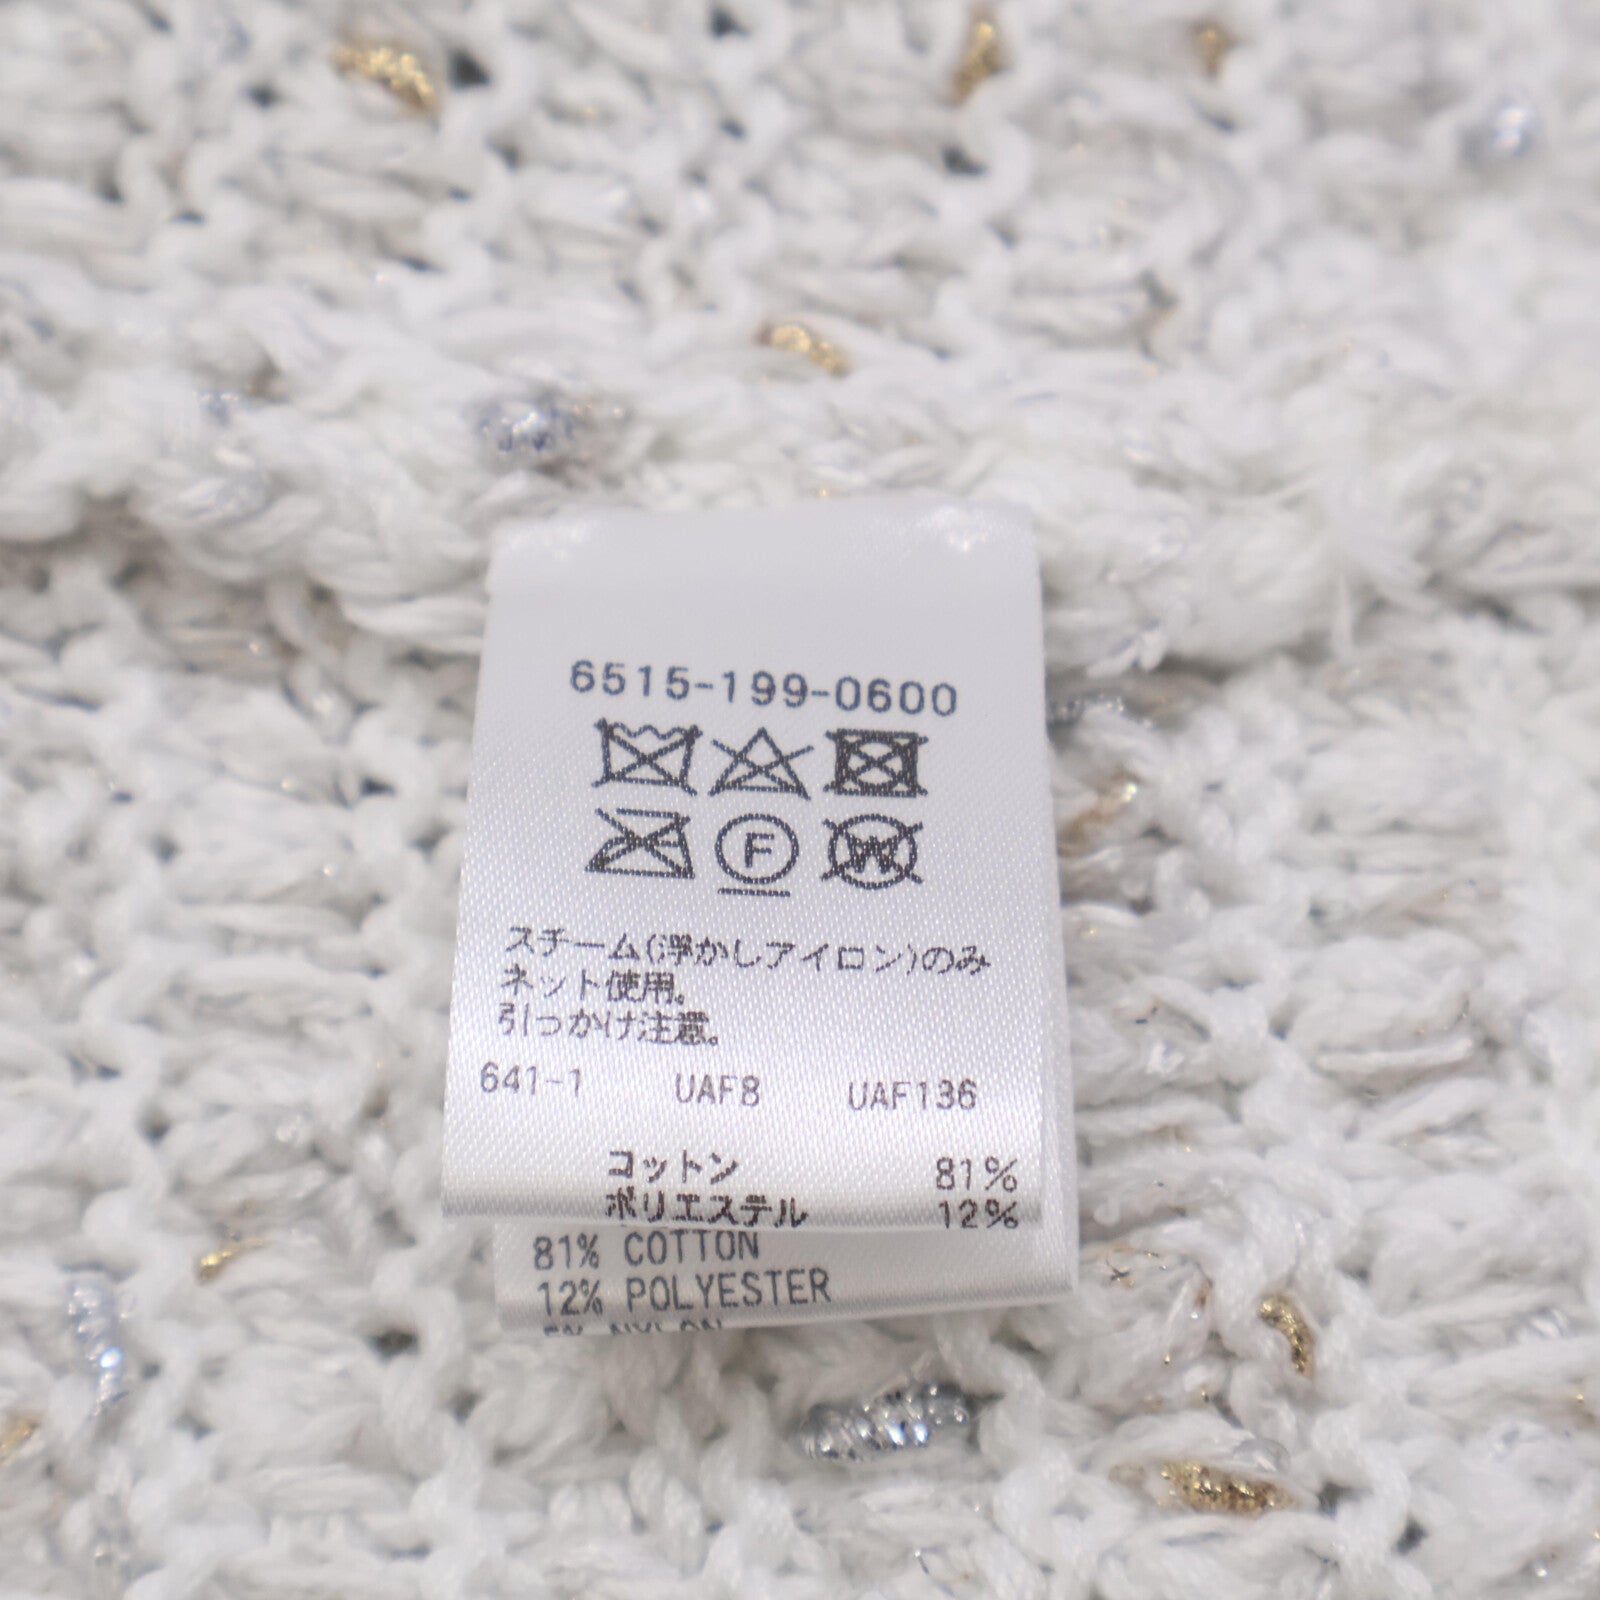 6515-199-0600
F
W
スチーム(浮かしアイロン)のみ
ネット使用。
引っかけ注意。
641-1 UAF8 UAF136
コットン 81%
ポリエステル 12%
81% COTTON
12% POLYESTER
NYLON